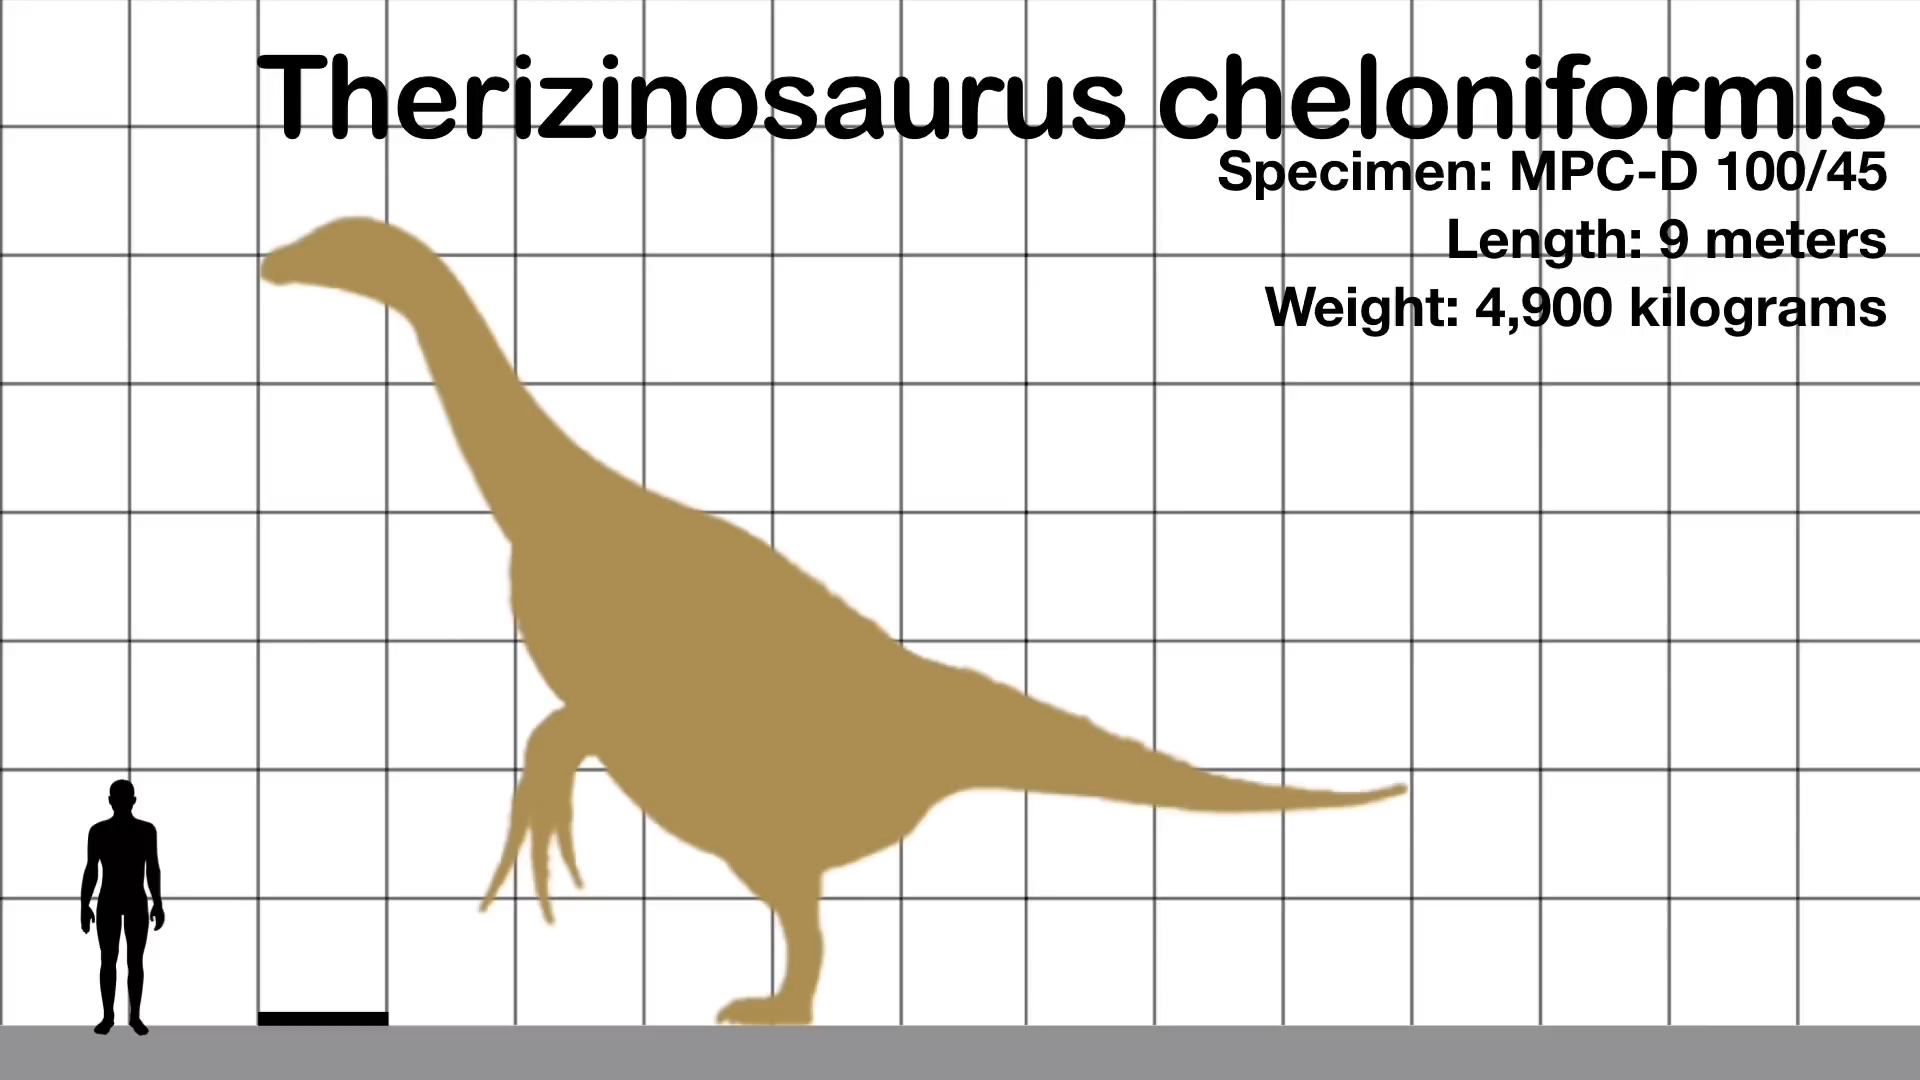 Therizinosaurus cheloniformis
Specimen: MPC-D 100/45
Length: 9 meters
Weight: 4,900 kilograms